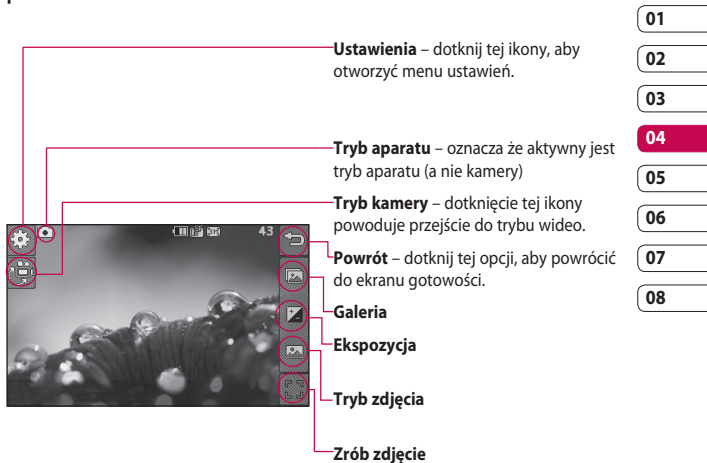 Ustawienia – dotknij tej ikony, aby
otworzyć menu ustawień.
Tryb aparatu – oznacza że aktywny jest
tryb aparatu (a nie kamery)
Tryb kamery – dotknięcie tej ikony
powoduje przejście do trybu wideo.
Powrót – dotknij tej opcji, aby powrócić
do ekranu gotowości.
Galeria
Ekspozycja
Tryb zdjęcia
Zrób zdjęcie
43
01
02
03
04
05
06
07
08